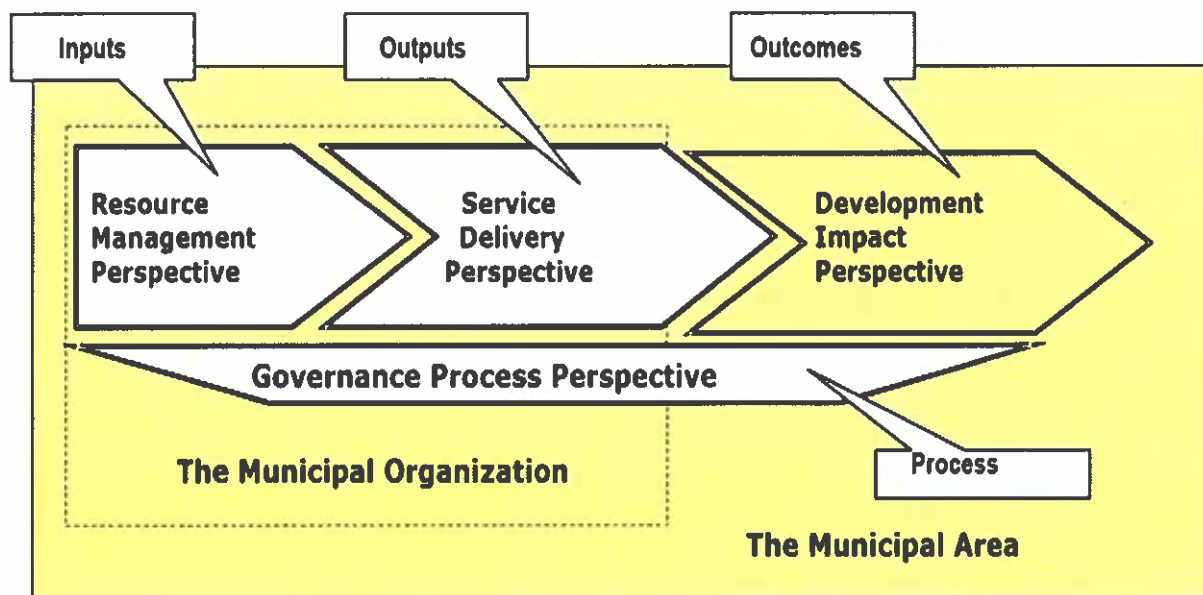 Inputs
Outputs
Outcomes
Resource
Management
Perspective
Service
Delivery
Perspective
Development
Impact
Perspective
Governance Process Perspective
The Municipal Organization
Process
The Municipal Area